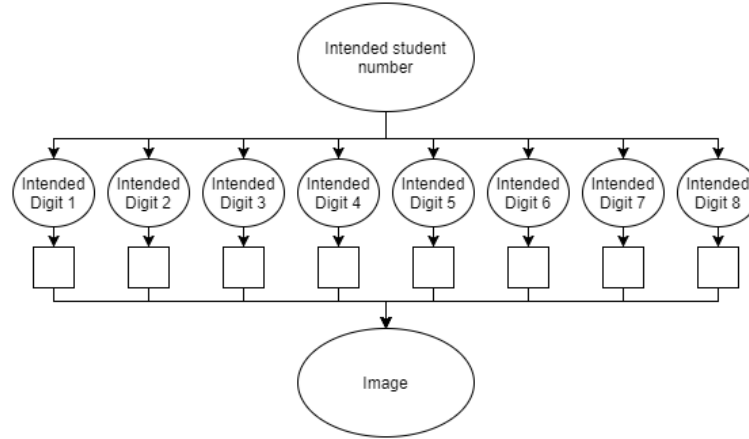 Intended student
number
Intended
Digit 1
Intended
Digit 2
Intended
Digit 3
Intended
Digit 4
Intended
Digit 5
Intended
Digit 6
Intended
Digit 7
Intended
Digit 8
Image